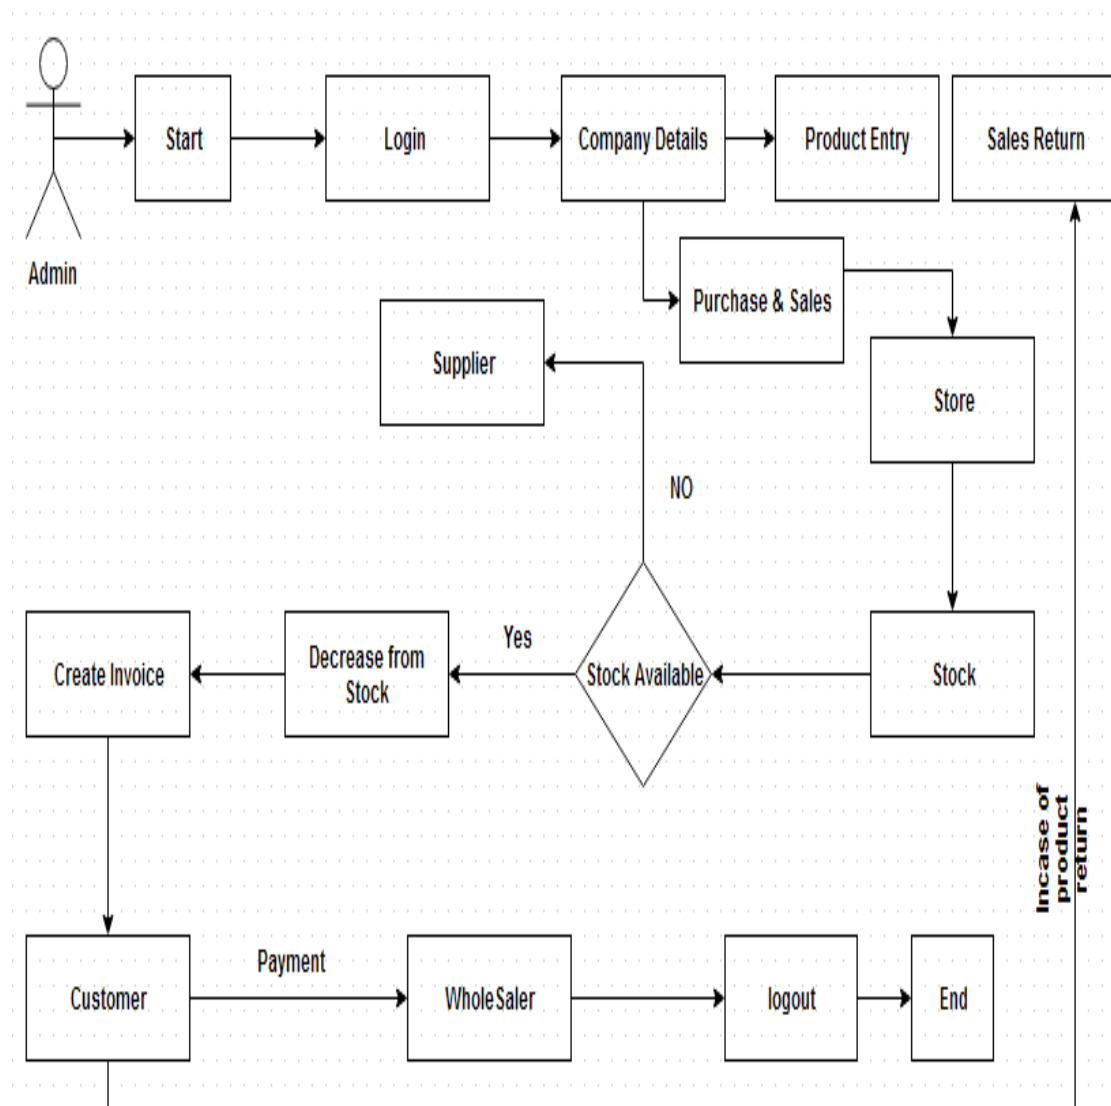 Start
Login
Company Details
Product Entry
Sales Return
Admin
Purchase & Sales
Supplier
Store
NO
Yes
Create Invoice
Decrease from
Stock
Stock Available
Stock
Incase of
product
return
Payment
Customer
WholeSaler
logout
End